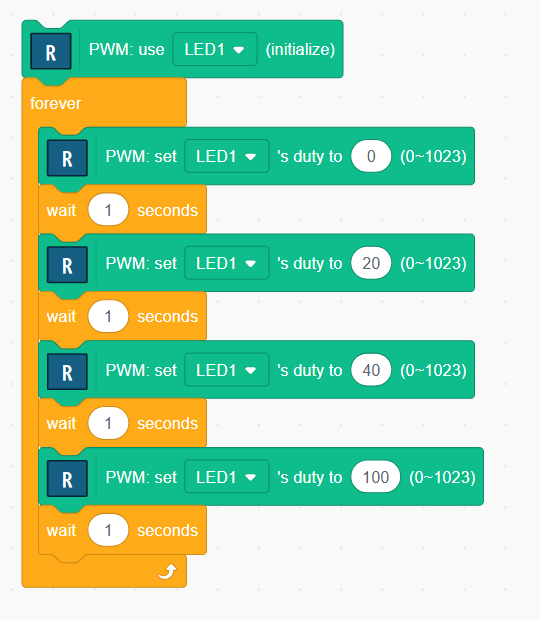 R PWM: use LED1 (initialize)
forever
R PWM: set LED1 's duty to 0 (0~1023)
wait 1 seconds
R PWM: set LED1 's duty to 20 (0~1023)
wait 1 seconds
R PWM: set LED1 's duty to 40 (0~1023)
wait 1 seconds
R PWM: set LED1 's duty to 100 (0~1023)
wait 1 seconds